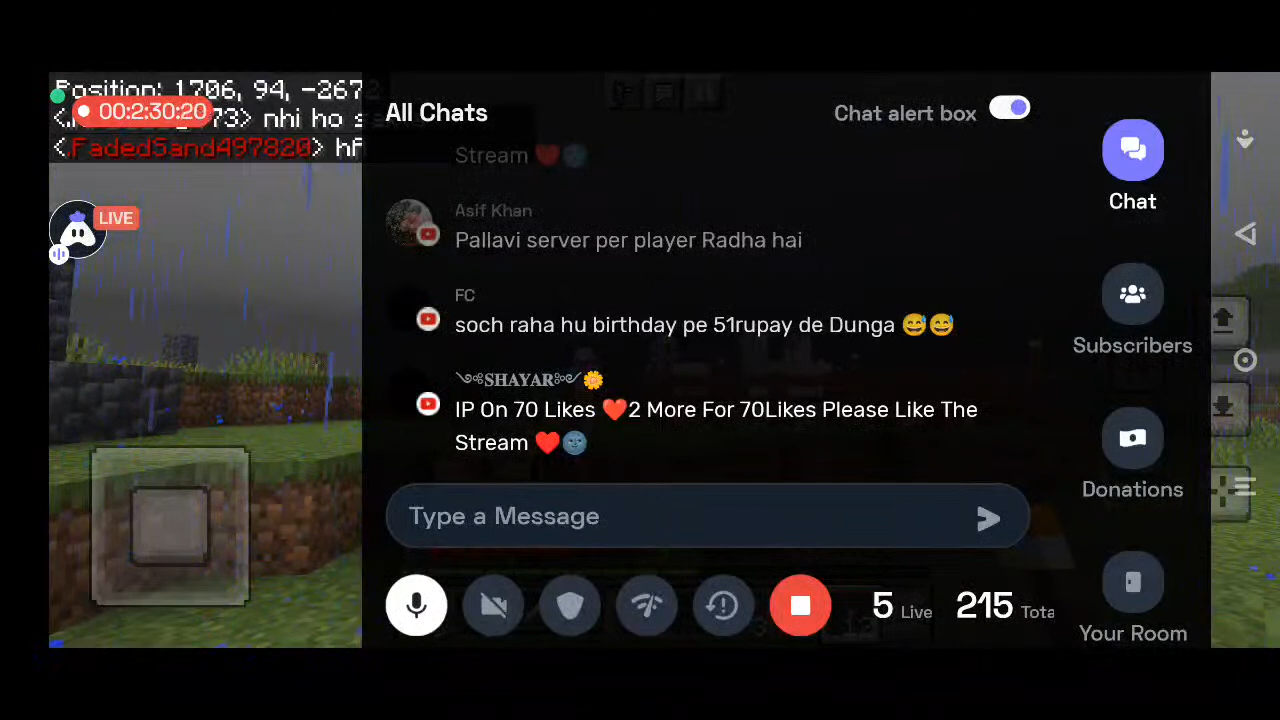 Position: 1706, 94, -267
00:2:30:20
73> nhi ho s
<.FadedSand497820> hf
LIVE
All Chats
Chat alert box
Stream ❤️🌚
Asif Khan
Pallavi server per player Radha hai
FC
soch raha hu birthday pe 51rupay de Dunga 😅😅
༺SHAYAR༻🌼
IP On 70 Likes ❤️2 More For 70Likes Please Like The
Stream ❤️🌚
Type a Message
5 Live 215 Tota
Chat
Subscribers
Donations
Your Room